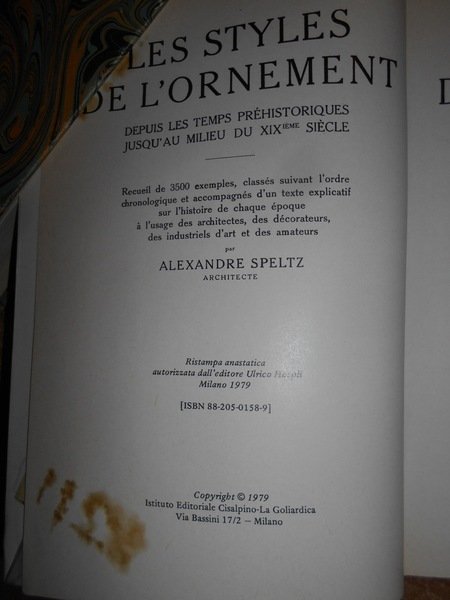 LES STYLES
DE L'ORNEMENT
DEPUIS LES TEMPS PRÉHISTORIQUES
JUSQU'AU MILIEU DU XIXIÈME SIÈCLE
Recueil de 3500 exemples, classés suivant l'ordre
chronologique et accompagnés d'un texte explicatif
sur l'histoire de chaque époque
à l'usage des architectes, des décorateurs,
des industriels d'art et des amateurs
par
ALEXANDRE SPELTZ
ARCHITECTE
Ristampa anastatica
autorizzata dall'editore Ulrico Hoepli
Milano 1979
[ISBN 88-205-0158-9]
Copyright © 1979
Istituto Editoriale Cisalpino-La Goliardica
Via Bassini 17/2 – Milano